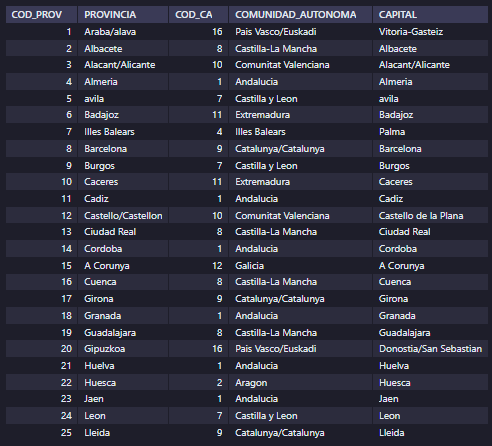 COD_PROV PROVINCIA COD_CA COMUNIDAD_AUTONOMA CAPITAL
1 Araba/alava 16 Pais Vasco/Euskadi Vitoria-Gasteiz
2 Albacete 8 Castilla-La Mancha Albacete
3 Alacant/Alicante 10 Comunitat Valenciana Alacant/Alicante
4 Almeria 1 Andalucia Almeria
5 avila 7 Castilla y Leon avila
6 Badajoz 11 Extremadura Badajoz
7 Illes Balears 4 Illes Balears Palma
8 Barcelona 9 Catalunya/Catalunya Barcelona
9 Burgos 7 Castilla y Leon Burgos
10 Caceres 11 Extremadura Caceres
11 Cadiz 1 Andalucia Cadiz
12 Castello/Castellon 10 Comunitat Valenciana Castello de la Plana
13 Ciudad Real 8 Castilla-La Mancha Ciudad Real
14 Cordoba 1 Andalucia Cordoba
15 A Corunya 12 Galicia A Corunya
16 Cuenca 8 Castilla-La Mancha Cuenca
17 Girona 9 Catalunya/Catalunya Girona
18 Granada 1 Andalucia Granada
19 Guadalajara 8 Castilla-La Mancha Guadalajara
20 Gipuzkoa 16 Pais Vasco/Euskadi Donostia/San Sebastian
21 Huelva 1 Andalucia Huelva
22 Huesca 2 Aragon Huesca
23 Jaen 1 Andalucia Jaen
24 Leon 7 Castilla y Leon Leon
25 Lleida 9 Catalunya/Catalunya Lleida